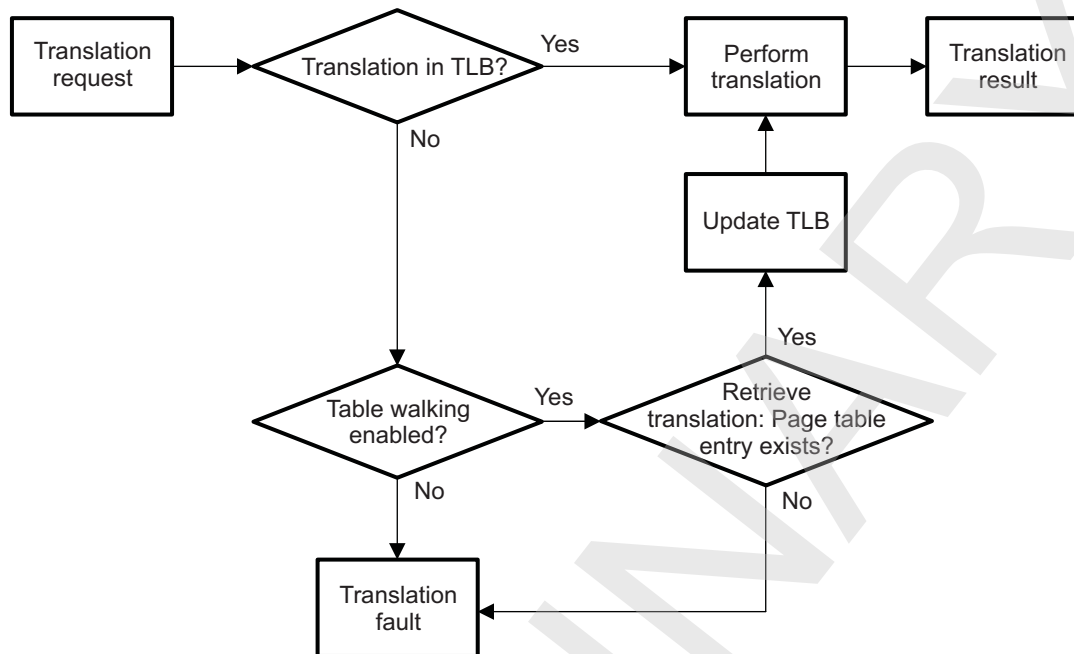 Translation
request
Translation in TLB?
Yes
Perform
translation
Translation
result
No
Update TLB
Yes
Table walking
enabled?
Yes
Retrieve
translation: Page table
entry exists?
No
No
Translation
fault